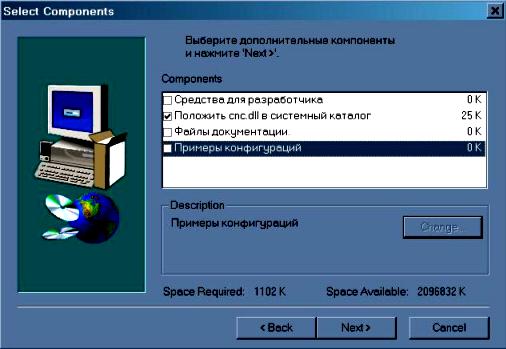 Select Components
Выберите дополнительные компоненты
и нажмите 'Next >'.
Components
Средства для разработчика 0 K
Положить cnc.dll в системный каталог 25 K
Файлы документации. 0 K
Примеры конфигураций 0 K
Description
Примеры конфигураций
Change...
Space Required: 1102 K Space Available: 2096832 K
< Back Next > Cancel